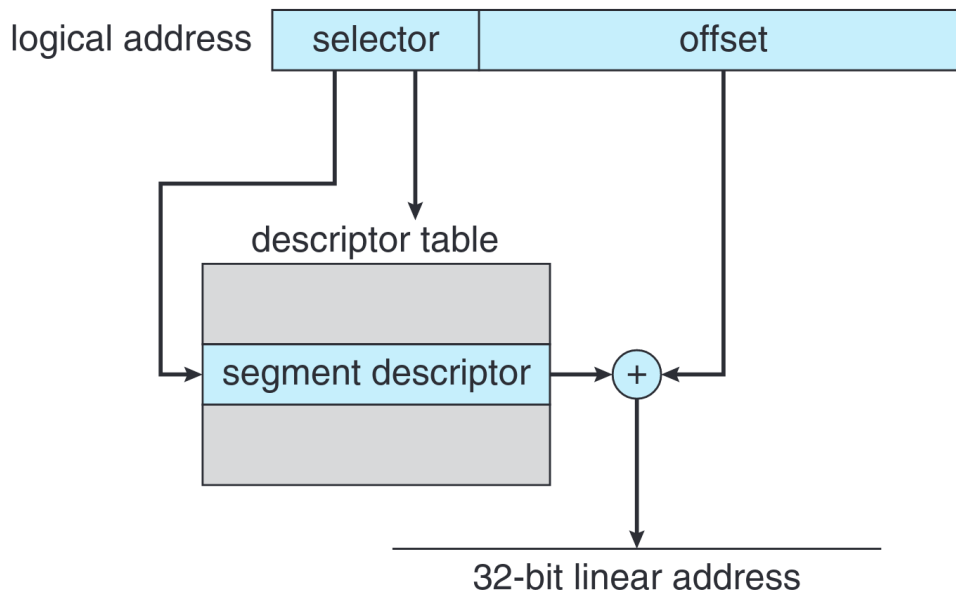 logical address selector offset
descriptor table
segment descriptor +
32-bit linear address